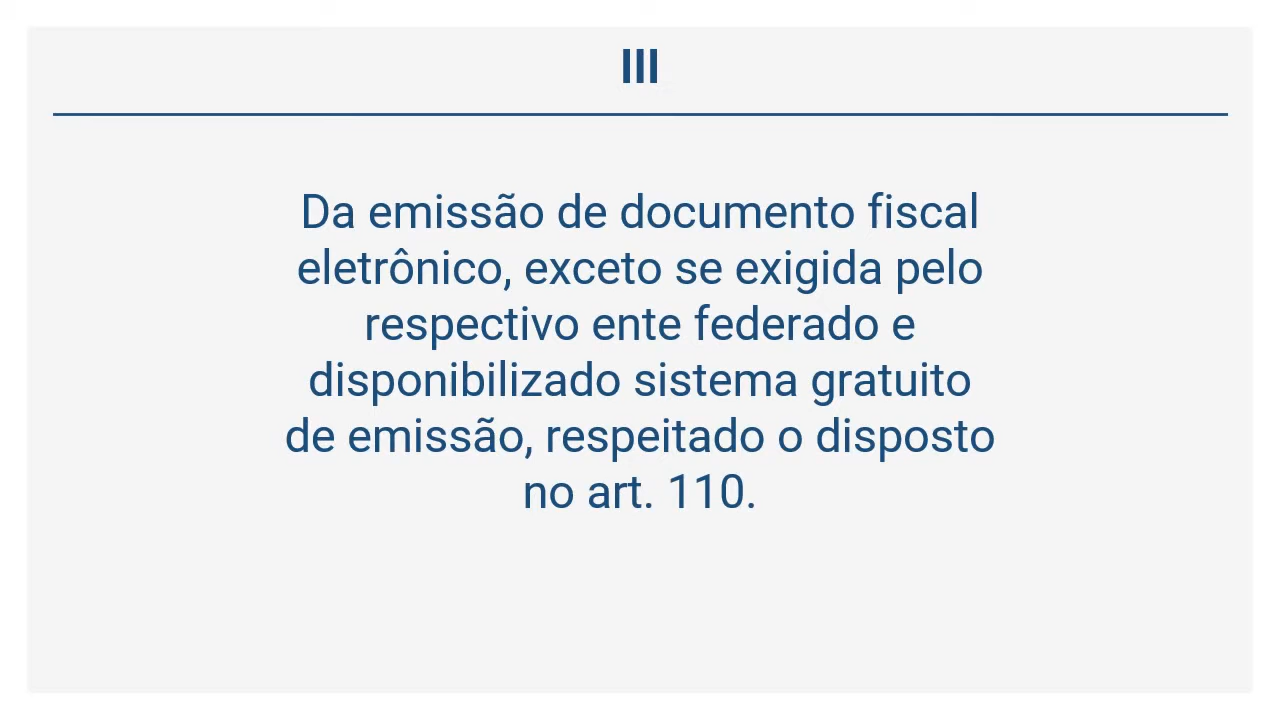 III
Da emissão de documento fiscal
eletrônico, exceto se exigida pelo
respectivo ente federado e
disponibilizado sistema gratuito
de emissão, respeitado o disposto
no art. 110.